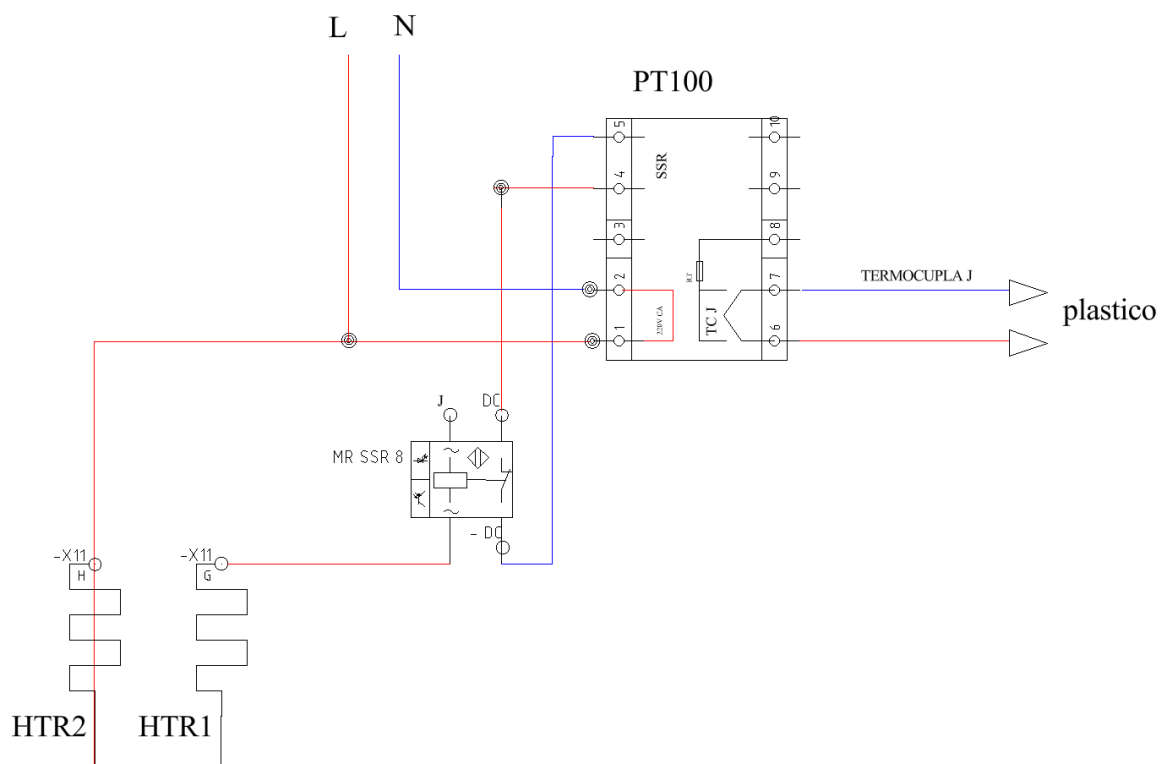 L N
PT100
5
10
SSR
4
9
3
8
2
R.T
7
TERMOCUPLA J
220V CA
TC J
plastico
1
6
J
DC
MR SSR 8
~
~
- DC
-X11
-X11
H
G
HTR2
HTR1